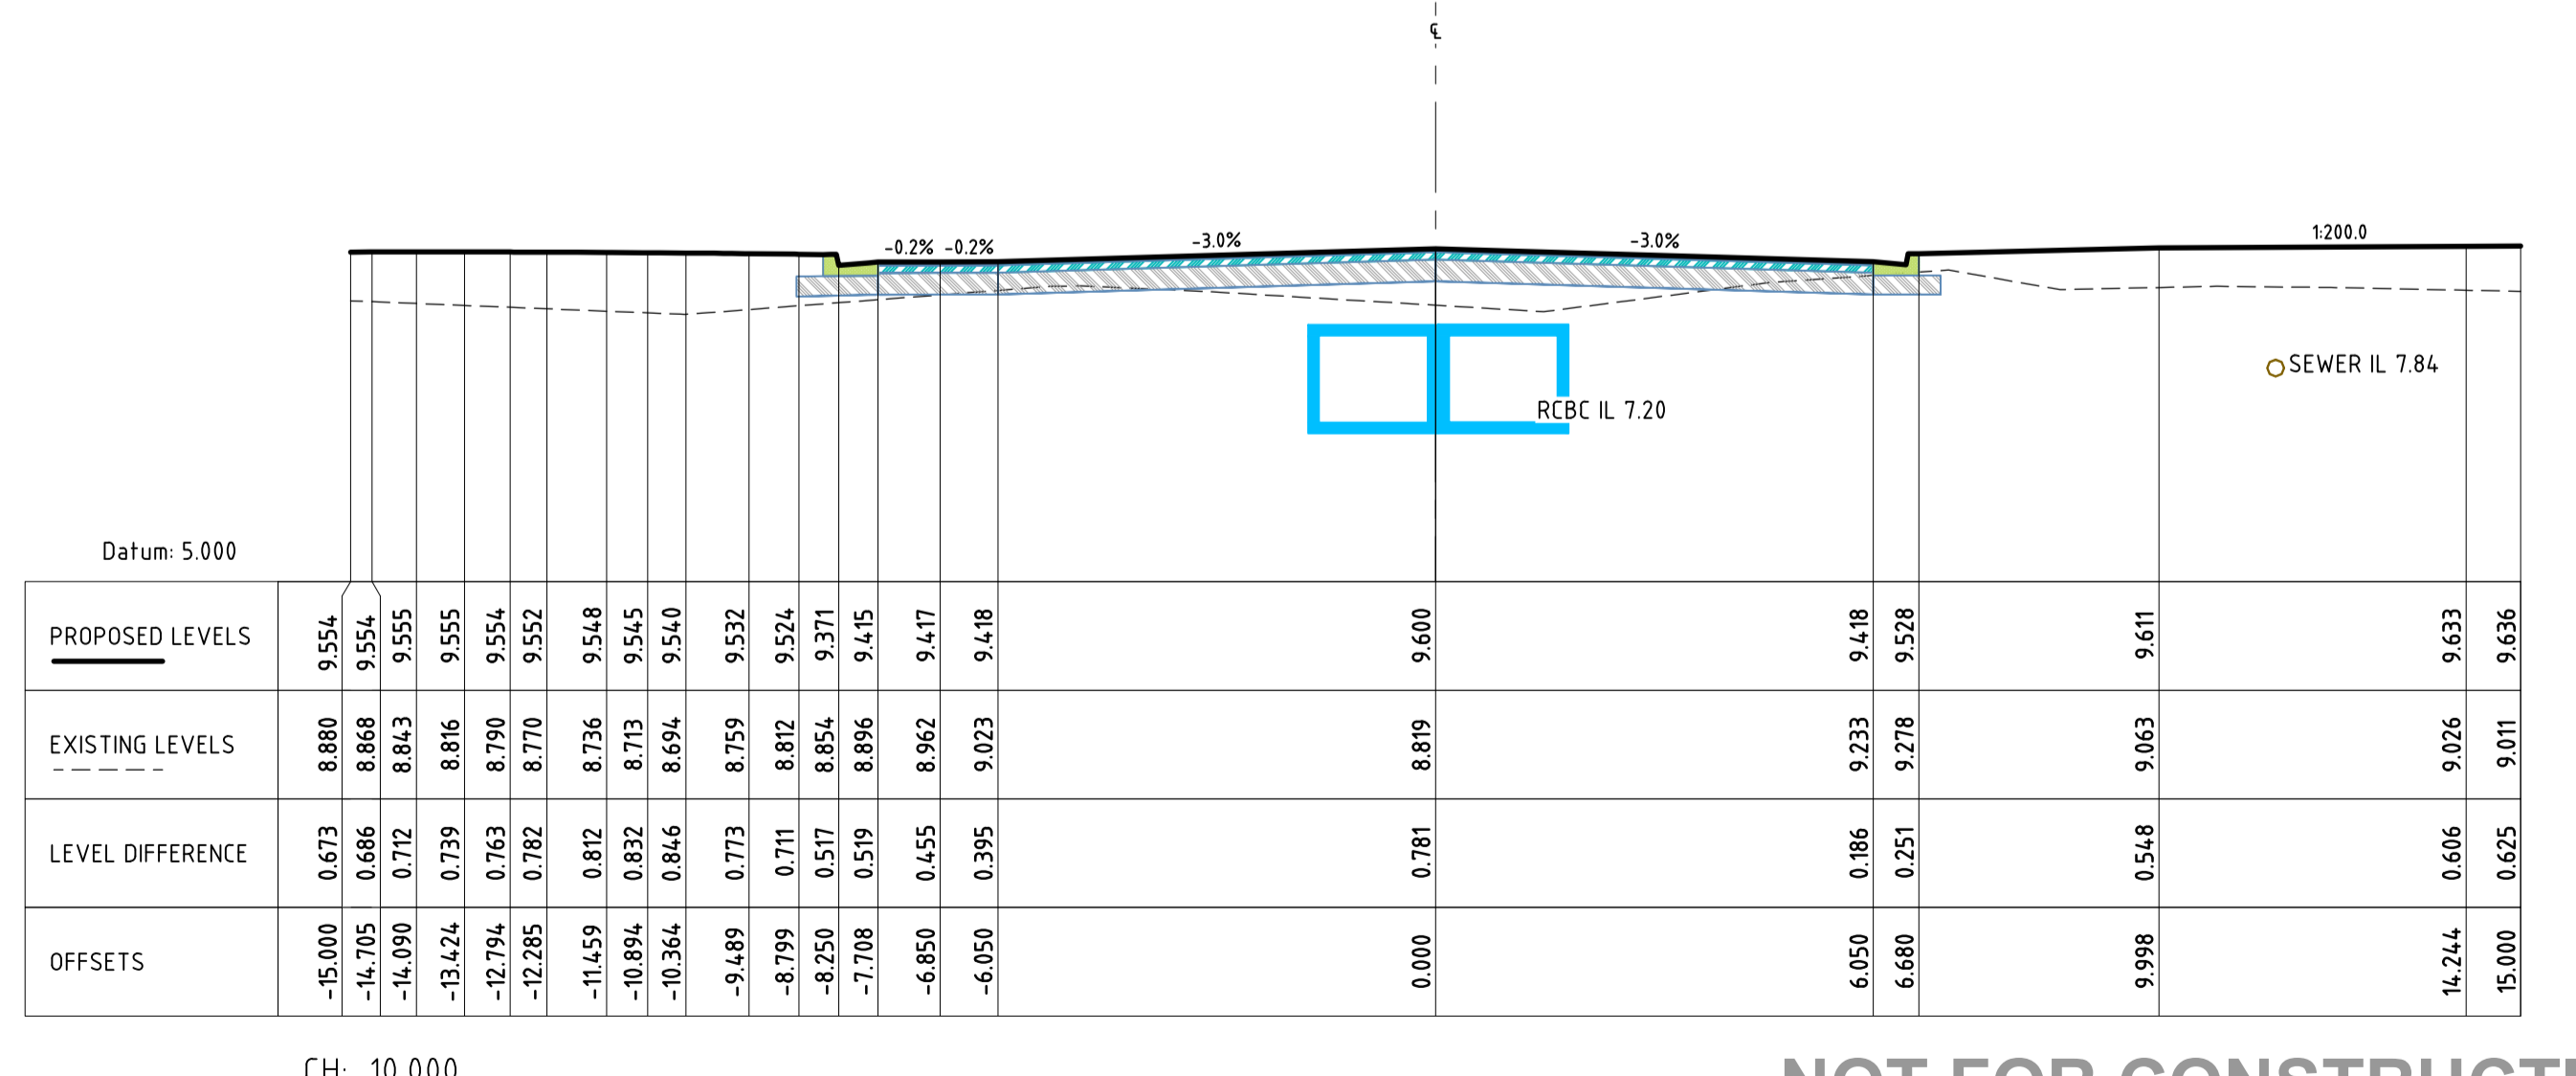 ℄
-0.2% -0.2% -3.0% -3.0% 1:200.0
SEWER IL 7.84
RCBC IL 7.20
Datum: 5.000
PROPOSED LEVELS 9.554 9.554 9.555 9.555 9.554 9.552 9.548 9.545 9.540 9.532 9.524 9.371 9.415 9.417 9.418 9.600 9.418 9.528 9.611 9.633 9.636
EXISTING LEVELS 8.880 8.868 8.843 8.816 8.790 8.770 8.736 8.713 8.694 8.759 8.812 8.854 8.896 8.962 9.023 8.819 9.233 9.278 9.063 9.026 9.011
LEVEL DIFFERENCE 0.673 0.686 0.712 0.739 0.763 0.782 0.812 0.832 0.846 0.773 0.711 0.517 0.519 0.455 0.395 0.781 0.186 0.251 0.548 0.606 0.625
OFFSETS -15.000 -14.705 -14.090 -13.424 -12.794 -12.285 -11.459 -10.894 -10.364 -9.489 -8.799 -8.250 -7.708 -6.850 -6.050 0.000 6.050 6.680 9.998 14.244 15.000
CH: 10.000
NOT FOR CONSTRUCT